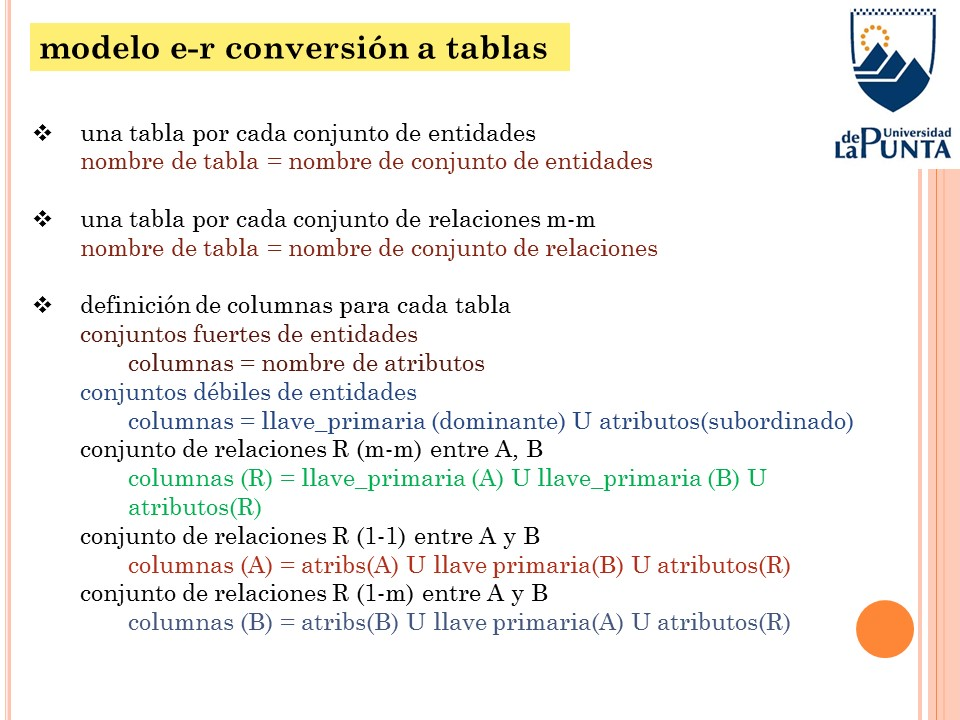 modelo e-r conversión a tablas
de Universidad
LaPUNTA
❖ una tabla por cada conjunto de entidades
nombre de tabla = nombre de conjunto de entidades
❖ una tabla por cada conjunto de relaciones m-m
nombre de tabla = nombre de conjunto de relaciones
❖ definición de columnas para cada tabla
conjuntos fuertes de entidades
columnas = nombre de atributos
conjuntos débiles de entidades
columnas = llave_primaria (dominante) U atributos(subordinado)
conjunto de relaciones R (m-m) entre A, B
columnas (R) = llave_primaria (A) U llave_primaria (B) U
atributos(R)
conjunto de relaciones R (1-1) entre A y B
columnas (A) = atribs(A) U llave primaria(B) U atributos(R)
conjunto de relaciones R (1-m) entre A y B
columnas (B) = atribs(B) U llave primaria(A) U atributos(R)